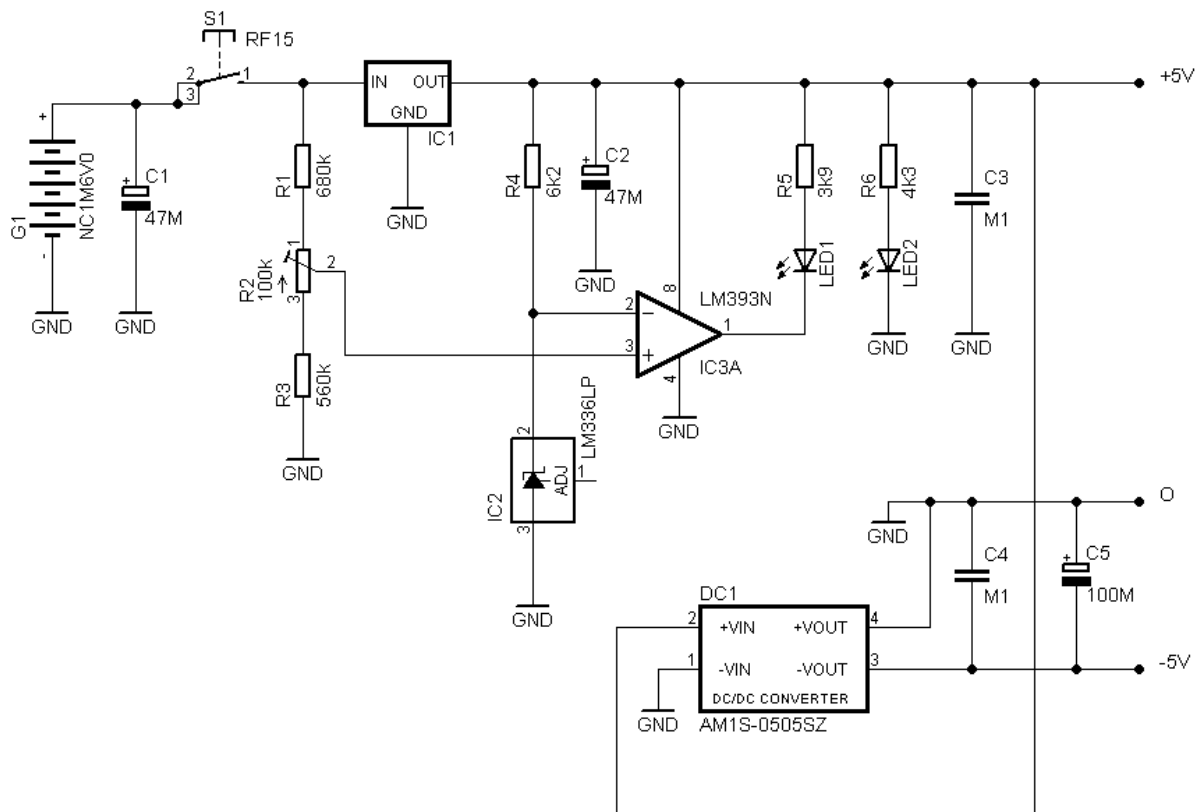 S1
RF15
2
3
1
+
G1
NC1M6V0
-
GND
+
C1
47M
GND
R1
680k
1
R2
100k
2
3
R3
560k
GND
IN
OUT
GND
IC1
GND
R4
6k2
+
C2
47M
GND
2
-
3
+
8
4
1
LM393N
IC3A
GND
R5
3k9
LED1
R6
4k3
LED2
GND
C3
M1
GND
+5V
2
LM336LP
ADJ
1
IC2
3
GND
O
GND
C4
M1
+
C5
100M
-5V
DC1
2
+VIN
+VOUT
4
1
-VIN
-VOUT
3
DC/DC CONVERTER
AM1S-0505SZ
GND